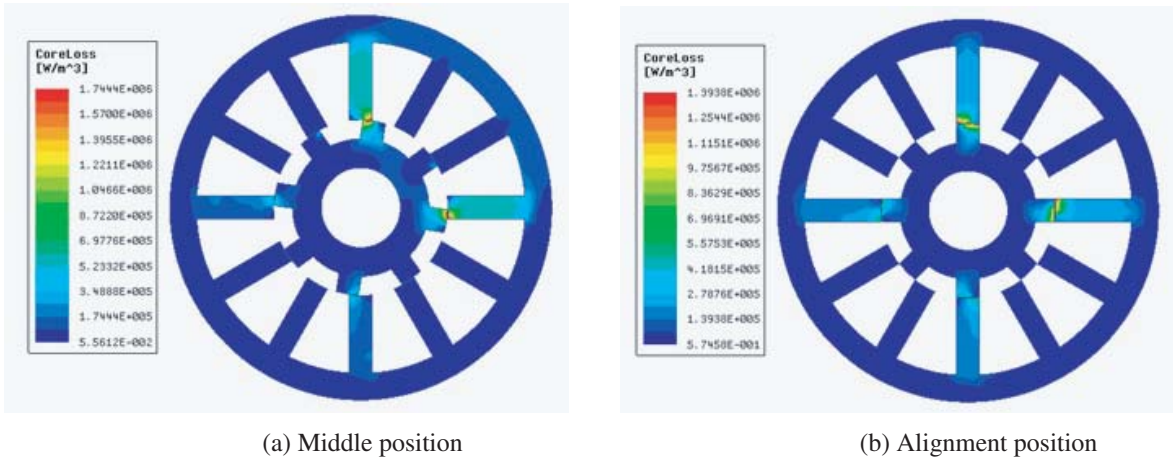 CoreLoss
[W/m^3]
1.7444E+006
1.5700E+006
1.3955E+006
1.2211E+006
1.0466E+006
8.7220E+005
6.9776E+005
5.2332E+005
3.4888E+005
1.7444E+005
5.5612E-002
CoreLoss
[W/m^3]
1.3938E+006
1.2544E+006
1.1151E+006
9.7567E+005
8.3629E+005
6.9691E+005
5.5753E+005
4.1815E+005
2.7876E+005
1.3938E+005
5.7458E-001
(a) Middle position
(b) Alignment position